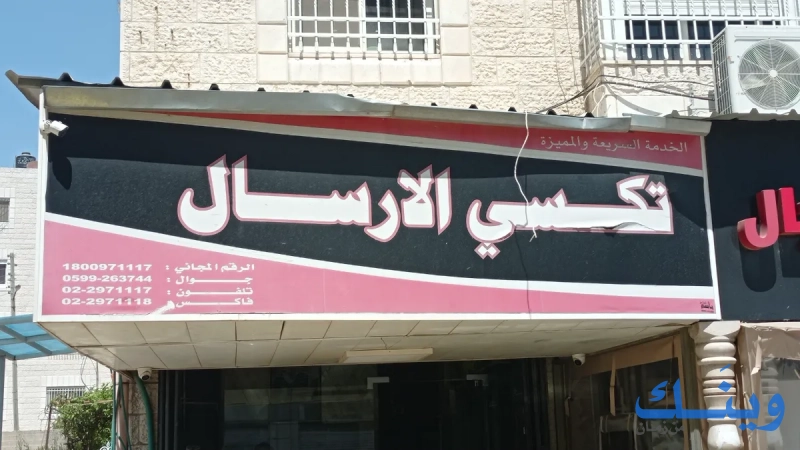 الخدمة السريعة والمميزة
تكسي الارسال
الرقم المجاني : 1800971117
جوال : 0599-263744
تلفون : 02-2971117
فاكس : 02-2971118
وينك